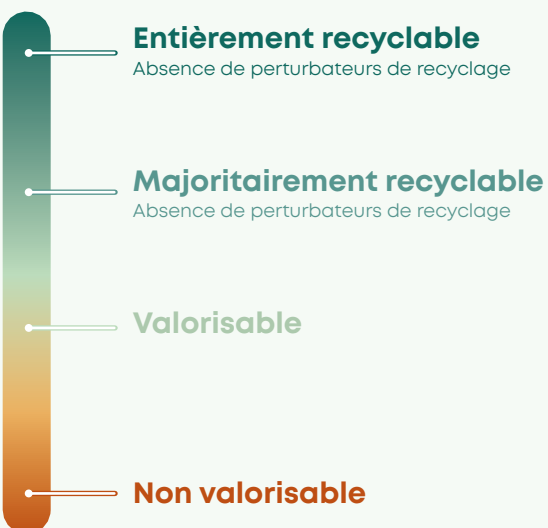 Entièrement recyclable
Absence de perturbateurs de recyclage
Majoritairement recyclable
Absence de perturbateurs de recyclage
Valorisable
Non valorisable